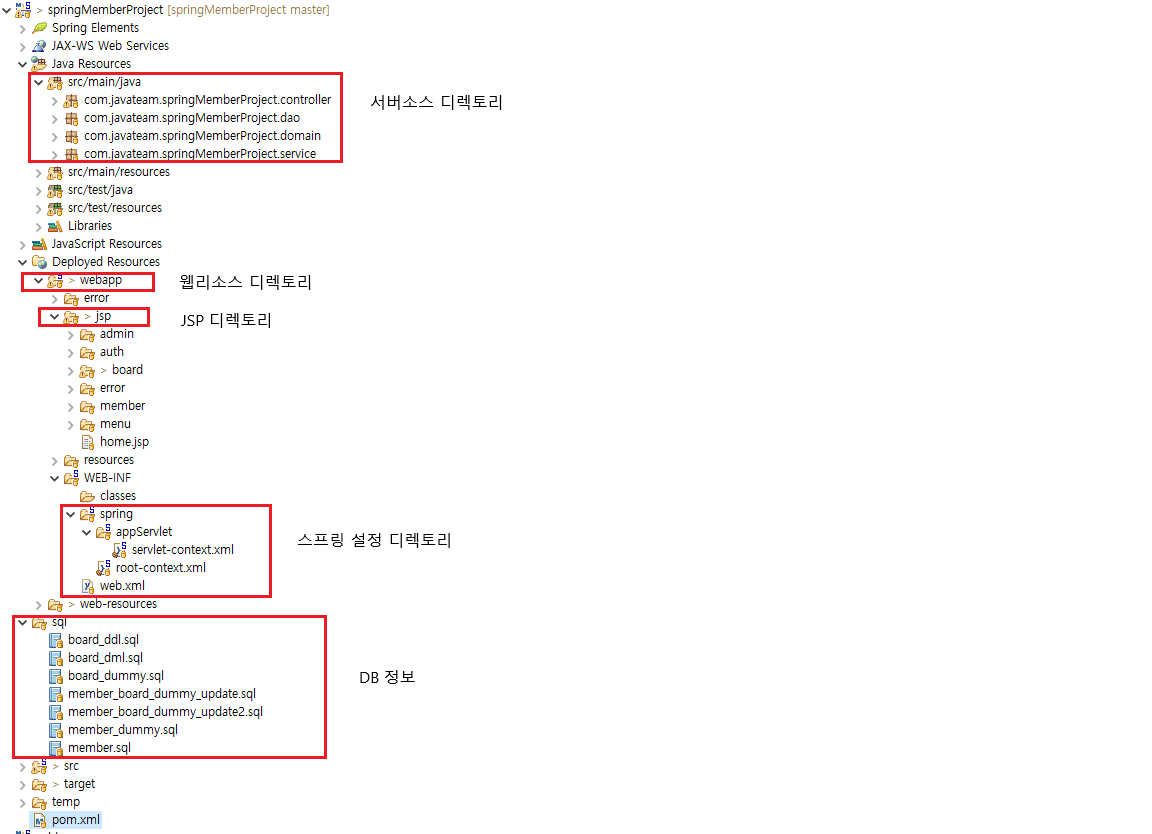 > springMemberProject [springMemberProject master]
Spring Elements
JAX-WS Web Services
Java Resources
src/main/java
com.javateam.springMemberProject.controller 서버소스 디렉토리
com.javateam.springMemberProject.dao
com.javateam.springMemberProject.domain
com.javateam.springMemberProject.service
src/main/resources
src/test/java
src/test/resources
Libraries
JavaScript Resources
Deployed Resources
> webapp 웹리소스 디렉토리
error
> jsp JSP 디렉토리
admin
auth
> board
error
member
menu
home.jsp
resources
WEB-INF
classes
spring
appServlet 스프링 설정 디렉토리
servlet-context.xml
root-context.xml
web.xml
> web-resources
sql
board_ddl.sql
board_dml.sql
board_dummy.sql DB 정보
member_board_dummy_update.sql
member_board_dummy_update2.sql
member_dummy.sql
member.sql
> src
> target
temp
pom.xml